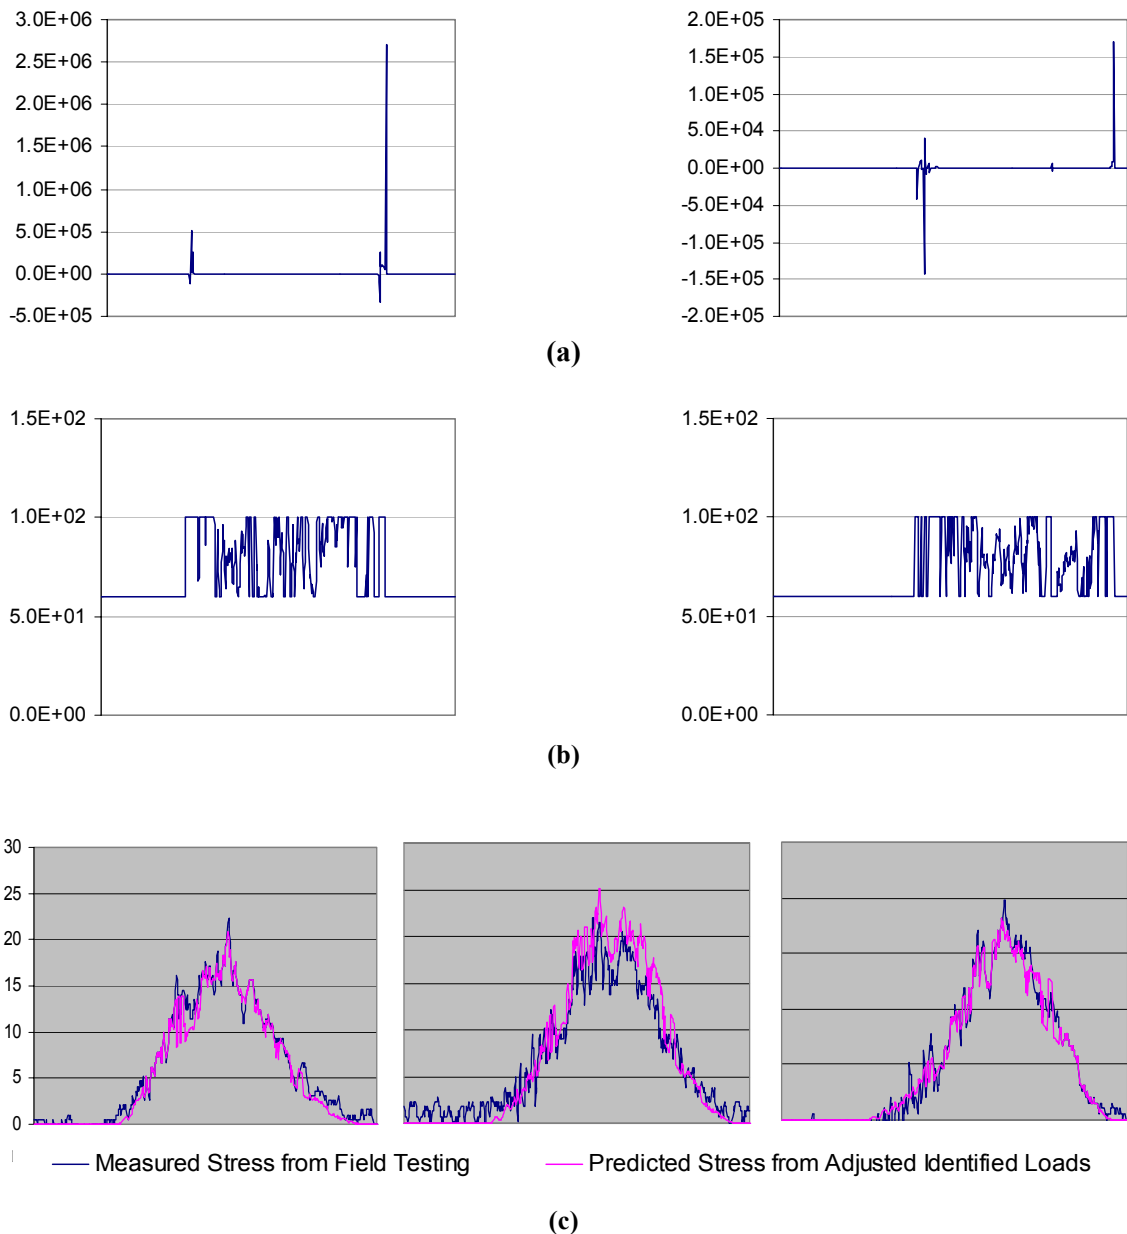 3.0E+06
2.5E+06
2.0E+06
1.5E+06
1.0E+06
5.0E+05
0.0E+00
-5.0E+05
2.0E+05
1.5E+05
1.0E+05
5.0E+04
0.0E+00
-5.0E+04
-1.0E+05
-1.5E+05
-2.0E+05
(a)
1.5E+02
1.0E+02
5.0E+01
0.0E+00
1.5E+02
1.0E+02
5.0E+01
0.0E+00
(b)
30
25
20
15
10
5
0
Measured Stress from Field Testing
Predicted Stress from Adjusted Identified Loads
(c)